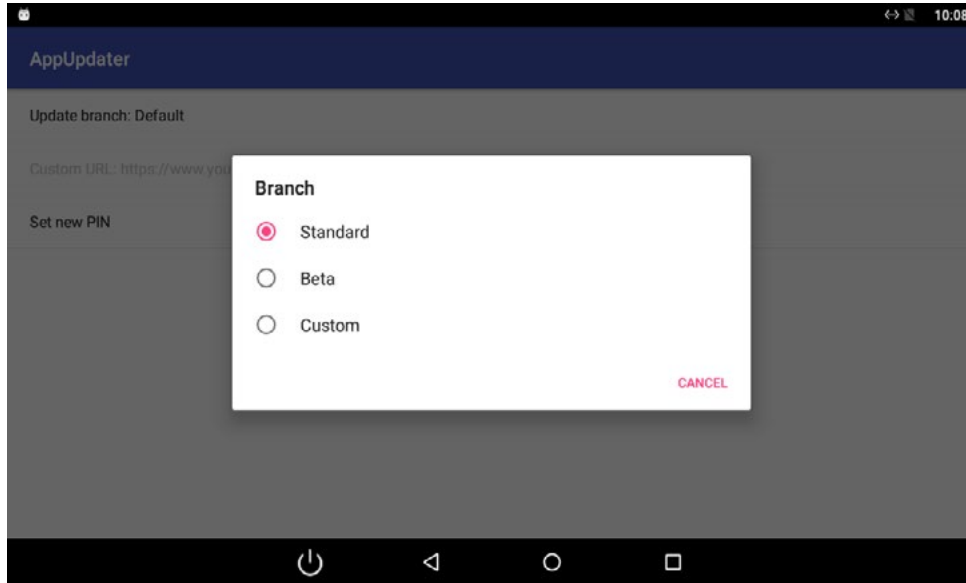 10:08
AppUpdater
Update branch: Default
Custom URL: https://www.you
Set new PIN
Branch
Standard
Beta
Custom
CANCEL